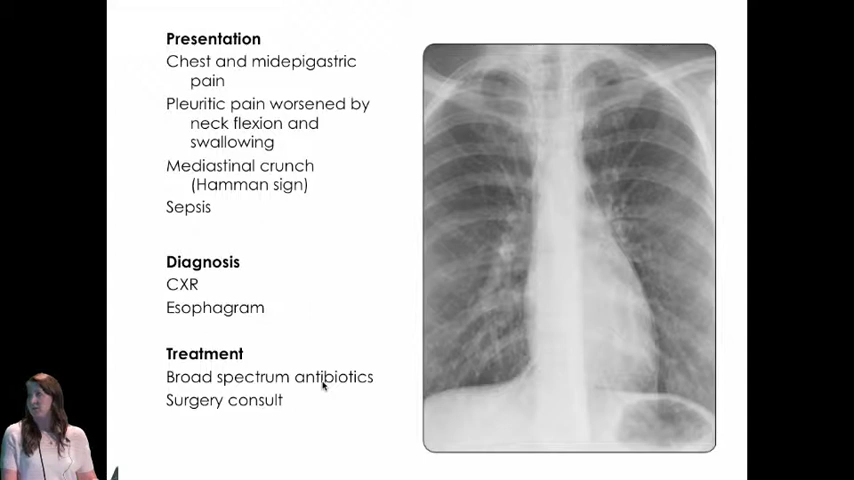 Presentation
Chest and midepigastric
pain
Pleuritic pain worsened by
neck flexion and
swallowing
Mediastinal crunch
(Hamman sign)
Sepsis
Diagnosis
CXR
Esophagram
Treatment
Broad spectrum antibiotics
Surgery consult